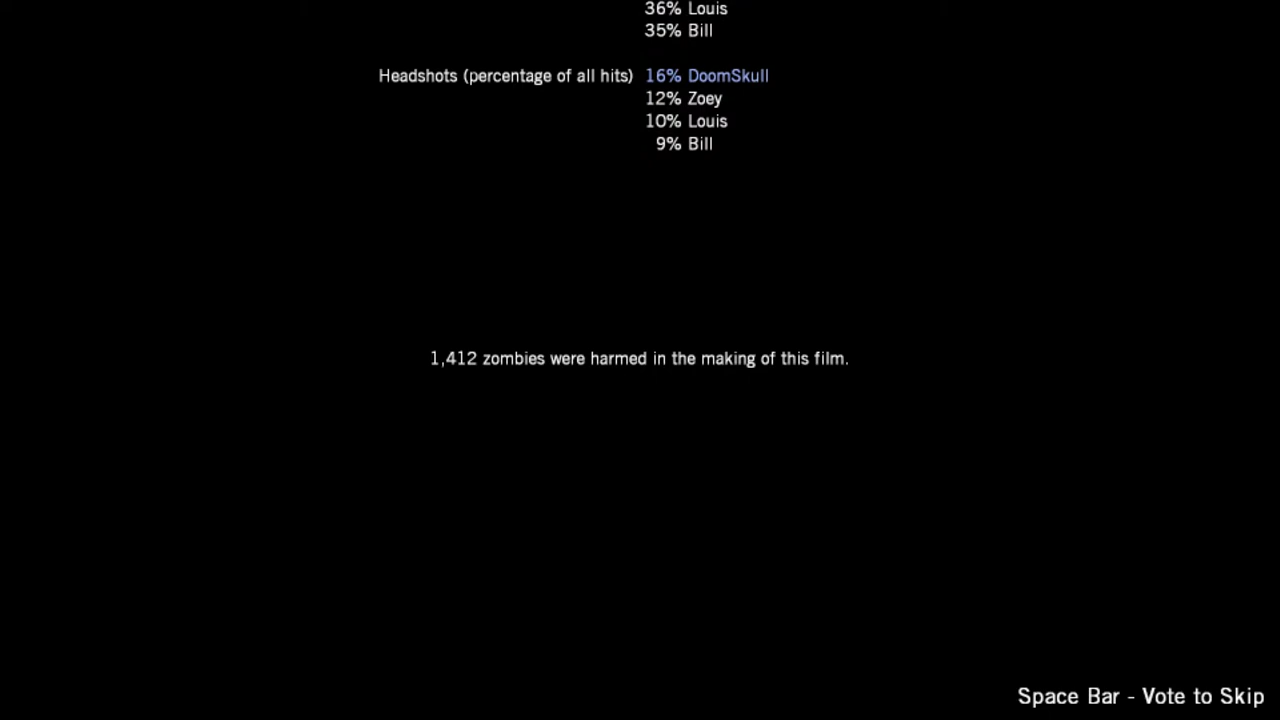 36% Louis
35% Bill
Headshots (percentage of all hits) 16% DoomSkull
12% Zoey
10% Louis
9% Bill
1,412 zombies were harmed in the making of this film.
Space Bar - Vote to Skip